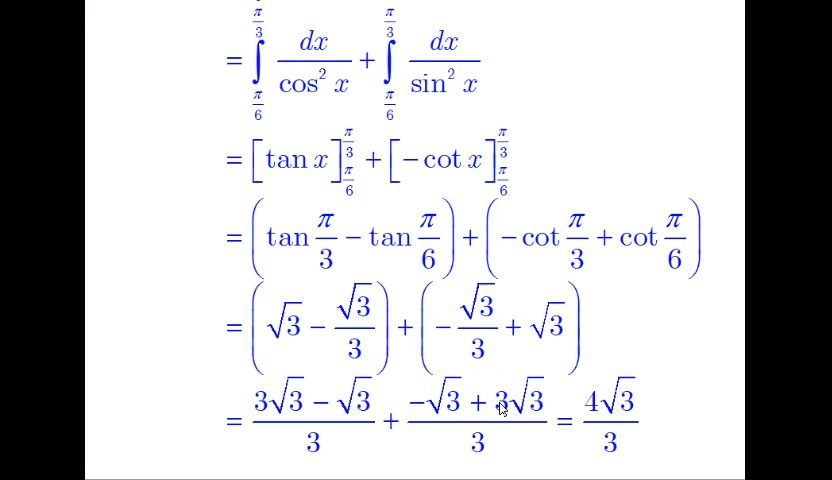 = ∫_{π/6}^{π/3} dx/cos² x + ∫_{π/6}^{π/3} dx/sin² x
= [tan x]_{π/6}^{π/3} + [−cot x]_{π/6}^{π/3}
= (tan π/3 − tan π/6) + (−cot π/3 + cot π/6)
= (√3 − √3/3) + (−√3/3 + √3)
= (3√3 − √3)/3 + (−√3 + 3√3)/3 = 4√3/3